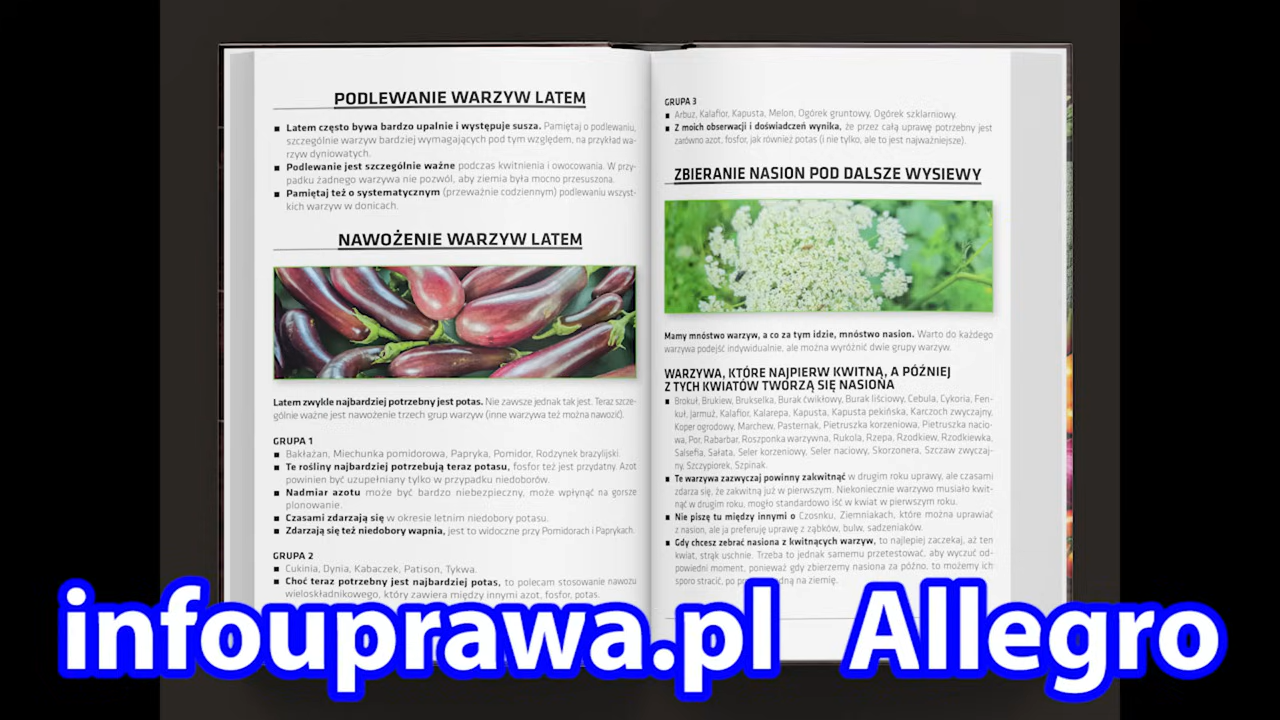 PODLEWANIE WARZYW LATEM
Latem często bywa bardzo upalnie i występuje susza. Pamiętaj o podlewaniu,
szczególnie warzyw bardziej wymagających pod tym względem, na przykład wa-
rzyw dyniowatych.
Podlewanie jest szczególnie ważne podczas kwitnienia i owocowania. W przy-
padku żadnego warzywa nie pozwól, aby ziemia była mocno przesuszona.
Pamiętaj też o systematycznym (przeważnie codziennym) podlewaniu wszyst-
kich warzyw w donicach.
NAWOŻENIE WARZYW LATEM
Latem zwykle najbardziej potrzebny jest potas. Nie zawsze jednak tak jest. Teraz szcze-
gólnie ważne jest nawożenie trzech grup warzyw (inne warzywa też można nawozić).
GRUPA 1
Bakłażan, Miechunka pomidorowa, Papryka, Pomidor, Rodzynek brazylijski.
Te rośliny najbardziej potrzebują teraz potasu, fosfor też jest przydatny. Azot
powinien być uzupełniany tylko w przypadku niedoborów.
Nadmiar azotu może być bardzo niebezpieczny, może wpłynąć na gorsze
plonowanie.
Czasami zdarzają się w okresie letnim niedobory potasu.
Zdarzają się też niedobory wapnia, jest to widoczne przy Pomidorach i Paprykach.
GRUPA 2
Cukinia, Dynia, Kabaczek, Patison, Tykwa.
Choć teraz potrzebny jest najbardziej potas, to polecam stosowanie nawozu
wieloskładnikowego, który zawiera między innymi azot, fosfor, potas.
GRUPA 3
Arbuz, Kalafior, Kapusta, Melon, Ogórek gruntowy, Ogórek szklarniowy.
Z moich obserwacji i doświadczeń wynika, że przez całą uprawę potrzebny jest
zarówno azot, fosfor, jak również potas (i nie tylko, ale to jest najważniejsze).
ZBIERANIE NASION POD DALSZE WYSIEWY
Mamy mnóstwo warzyw, a co za tym idzie, mnóstwo nasion. Warto do każdego
warzywa podejść indywidualnie, ale można wyróżnić dwie grupy warzyw.
WARZYWA, KTÓRE NAJPIERW KWITNĄ, A PÓŹNIEJ
Z TYCH KWIATÓW TWORZĄ SIĘ NASIONA
Brokuł, Brukiew, Brukselka, Burak ćwikłowy, Burak liściowy, Cebula, Cykoria, Fen-
kuł, Jarmuż, Kalafior, Kalarepa, Kapusta, Kapusta pekińska, Karczoch zwyczajny,
Koper ogrodowy, Marchew, Pasternak, Pietruszka korzeniowa, Pietruszka nacio-
wa, Por, Rabarbar, Roszponka warzywna, Rukola, Rzepa, Rzodkiew, Rzodkiewka,
Salsefia, Sałata, Seler korzeniowy, Seler naciowy, Skorzonera, Szczaw zwyczaj-
ny, Szczypiorek, Szpinak.
Te warzywa zazwyczaj powinny zakwitnąć w drugim roku uprawy, ale czasami
zdarza się, że zakwitną już w pierwszym. Niekoniecznie warzywo musiało kwit-
nąć w drugim roku, mogło standardowo iść w kwiat w pierwszym roku.
Nie piszę tu między innymi o Czosnku, Ziemniakach, które można uprawiać
z nasion, ale ja preferuję uprawę z ząbków, bulw, sadzeniaków.
Gdy chcesz zebrać nasiona z kwitnących warzyw, to najlepiej zaczekaj, aż ten
kwiat, strąk uschnie. Trzeba to jednak samemu przetestować, aby wyczuć od-
powiedni moment, ponieważ gdy zbierzemy nasiona za późno, to możemy ich
sporo stracić, po na ziemię.
infouprawa.pl Allegro